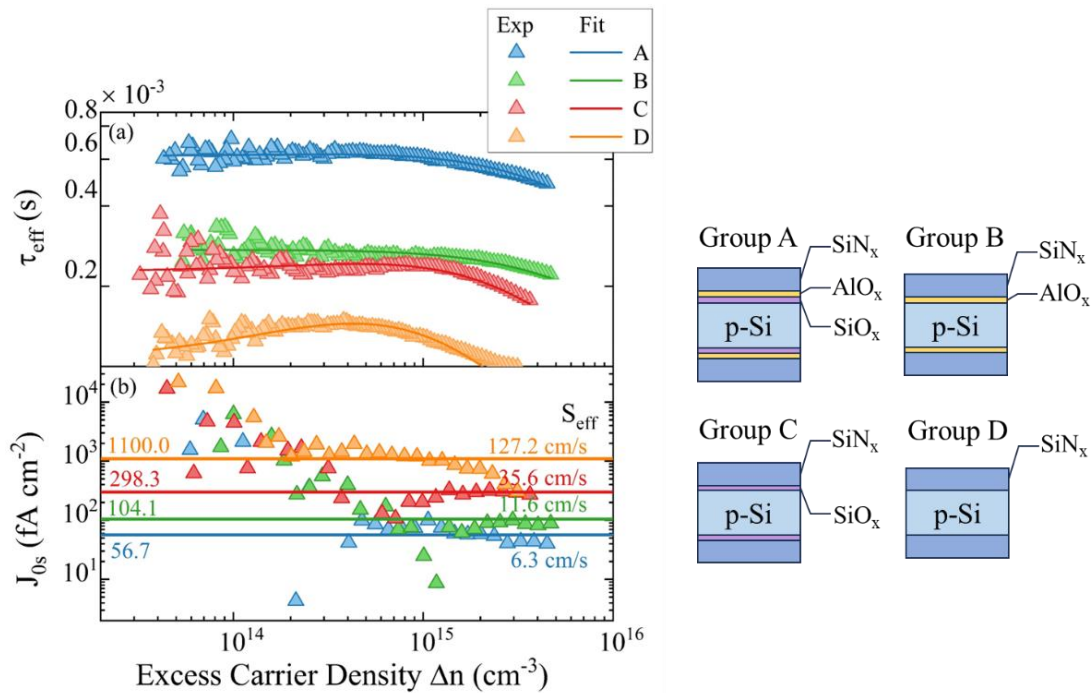 Exp Fit
A
B
C
D
0.8 × 10⁻³
(a)
0.6
0.4
0.2
τeff (s)
(b)
Seff
10⁴
10³
10²
10¹
1100.0 127.2 cm/s
298.3 35.6 cm/s
104.1 11.6 cm/s
56.7 6.3 cm/s
J0s (fA cm⁻²)
10¹⁴ 10¹⁵ 10¹⁶
Excess Carrier Density Δn (cm⁻³)
Group A
SiNx
AlOx
SiOx
p-Si
Group B
SiNx
AlOx
p-Si
Group C
SiNx
SiOx
p-Si
Group D
SiNx
p-Si